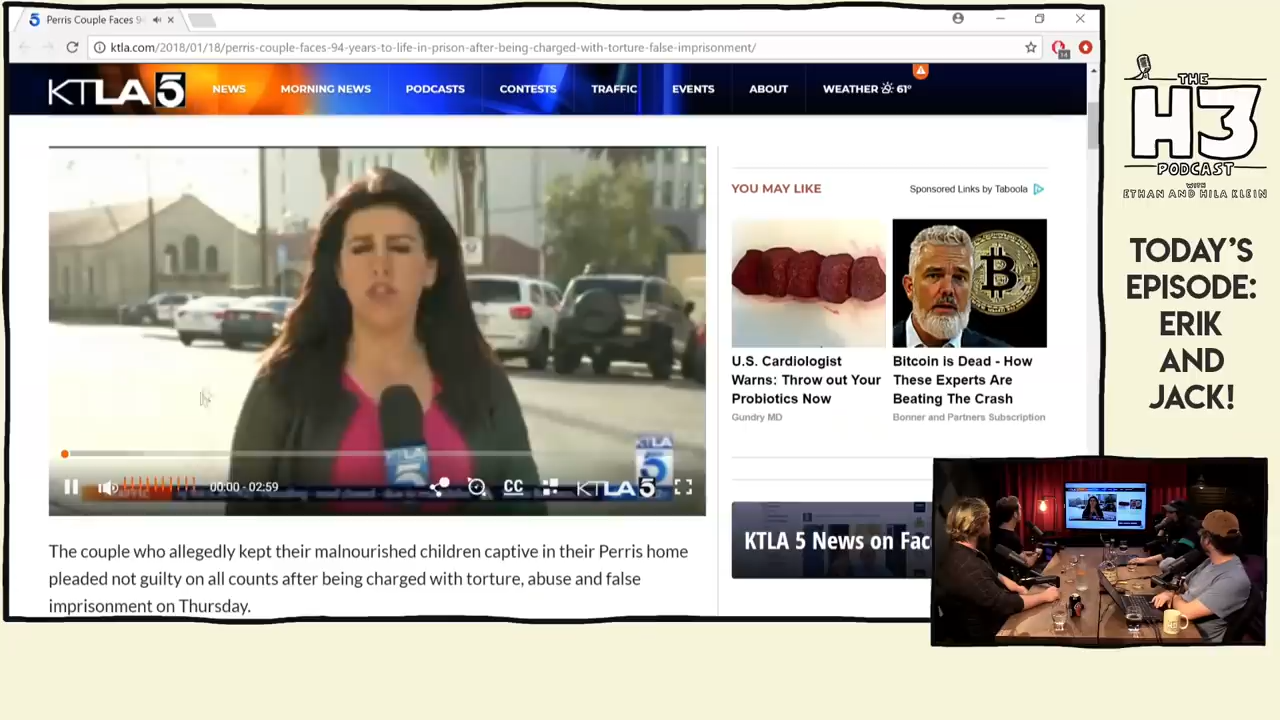 Perris Couple Faces 9
ktla.com/2018/01/18/perris-couple-faces-94-years-to-life-in-prison-after-being-charged-with-torture-false-imprisonment/
KTLA 5
NEWS
MORNING NEWS
PODCASTS
CONTESTS
TRAFFIC
EVENTS
ABOUT
WEATHER 61°
YOU MAY LIKE
Sponsored Links by Taboola
U.S. Cardiologist
Warns: Throw out Your
Probiotics Now
Gundry MD
Bitcoin is Dead - How
These Experts Are
Beating The Crash
Bonner and Partners Subscription
KTLA
5
KTLA
5
00:00 - 02:59
CC
KTLA 5
The couple who allegedly kept their malnourished children captive in their Perris home
pleaded not guilty on all counts after being charged with torture, abuse and false
imprisonment on Thursday.
KTLA 5 News on Fac
THE
H3
PODCAST
WITH
ETHAN AND HILA KLEIN
TODAY'S
EPISODE:
ERIK
AND
JACK!